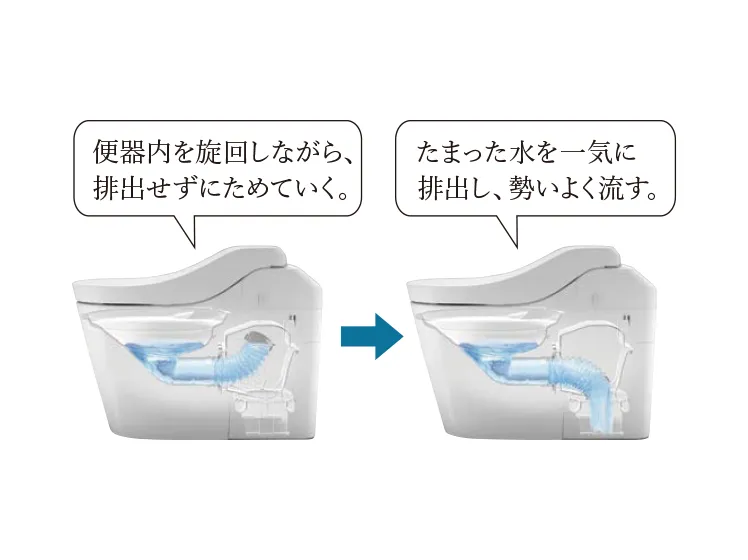 便器内を旋回しながら、
排出せずにためていく。
たまった水を一気に
排出し、勢いよく流す。